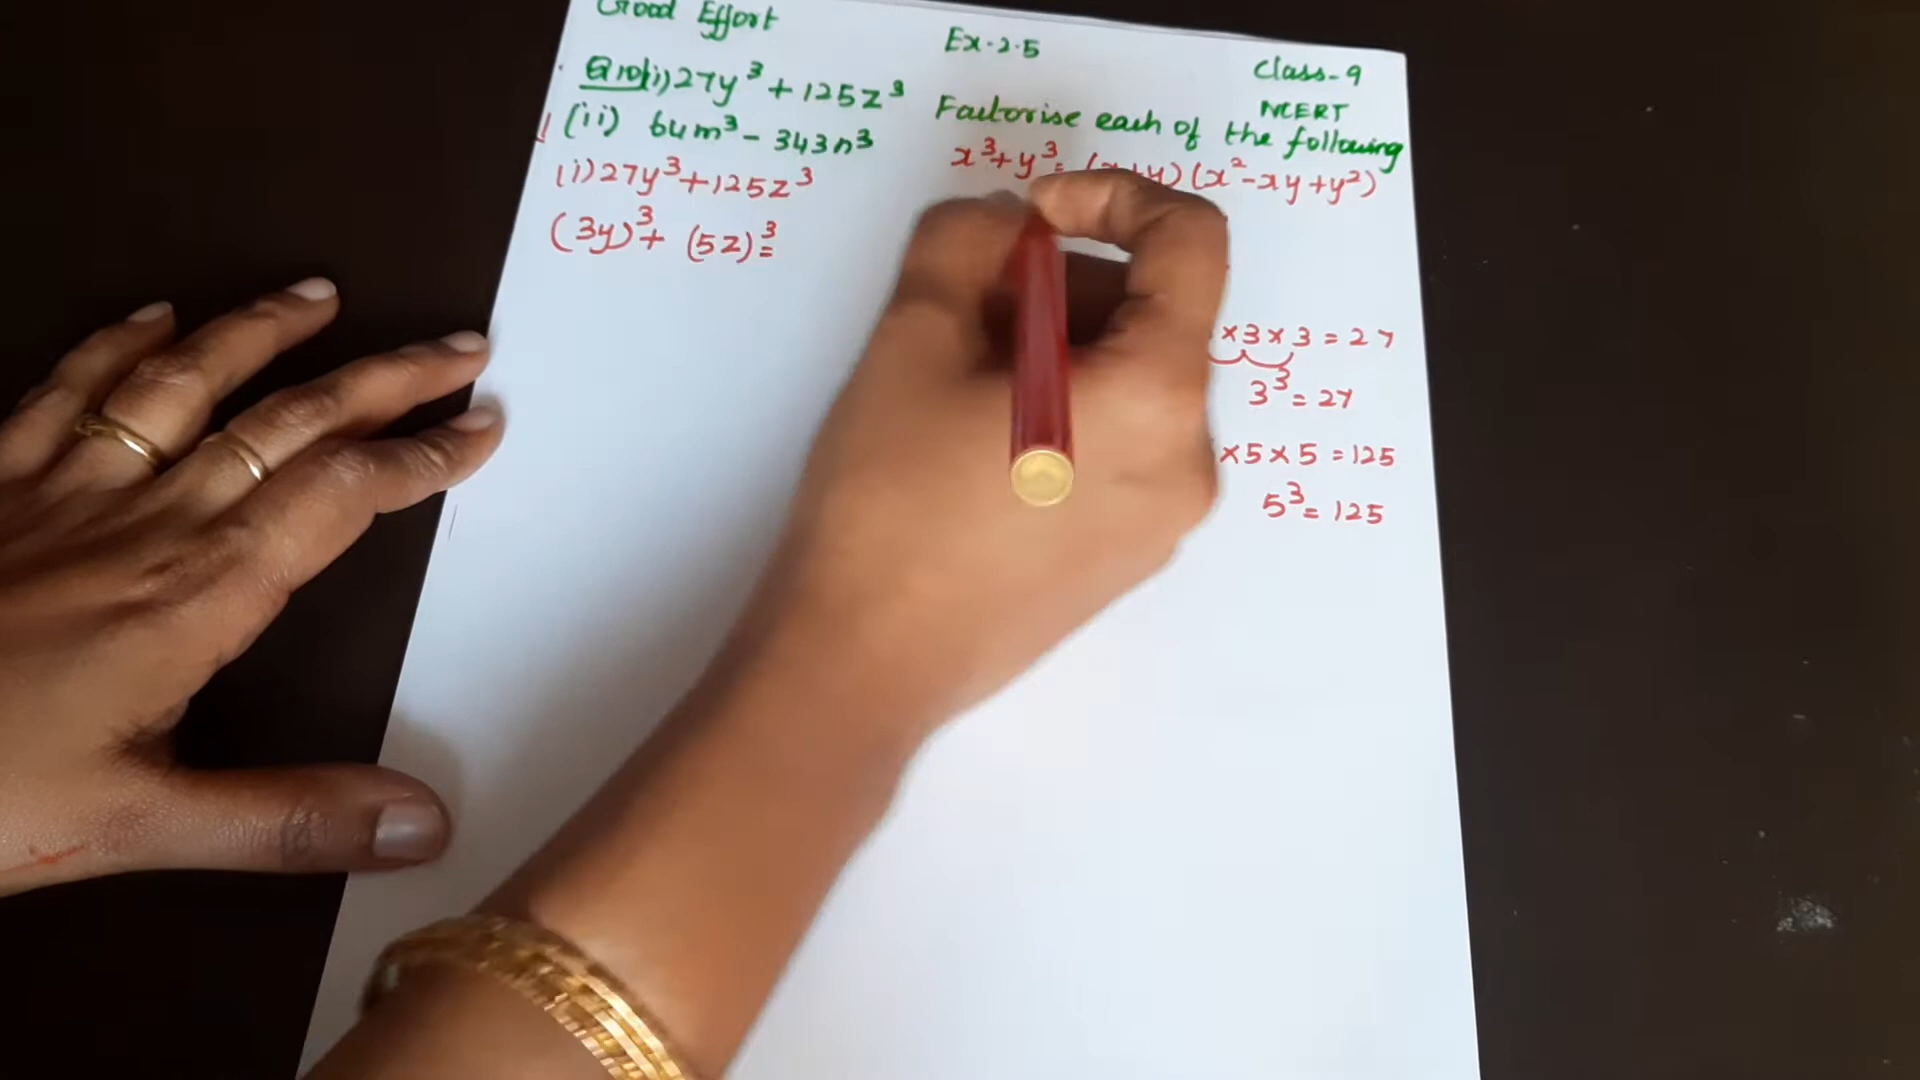 Good Effort
Ex-2.5
Class-9
NCERT
Q10(i) 27y³ + 125z³
Factorise each of the following
(ii) 64m³ - 343n³
x³+y³ = (x+y)(x²-xy+y²)
(i) 27y³+125z³
(3y)³+ (5z)³=
×3×3=27
3³=27
×5×5=125
5³=125